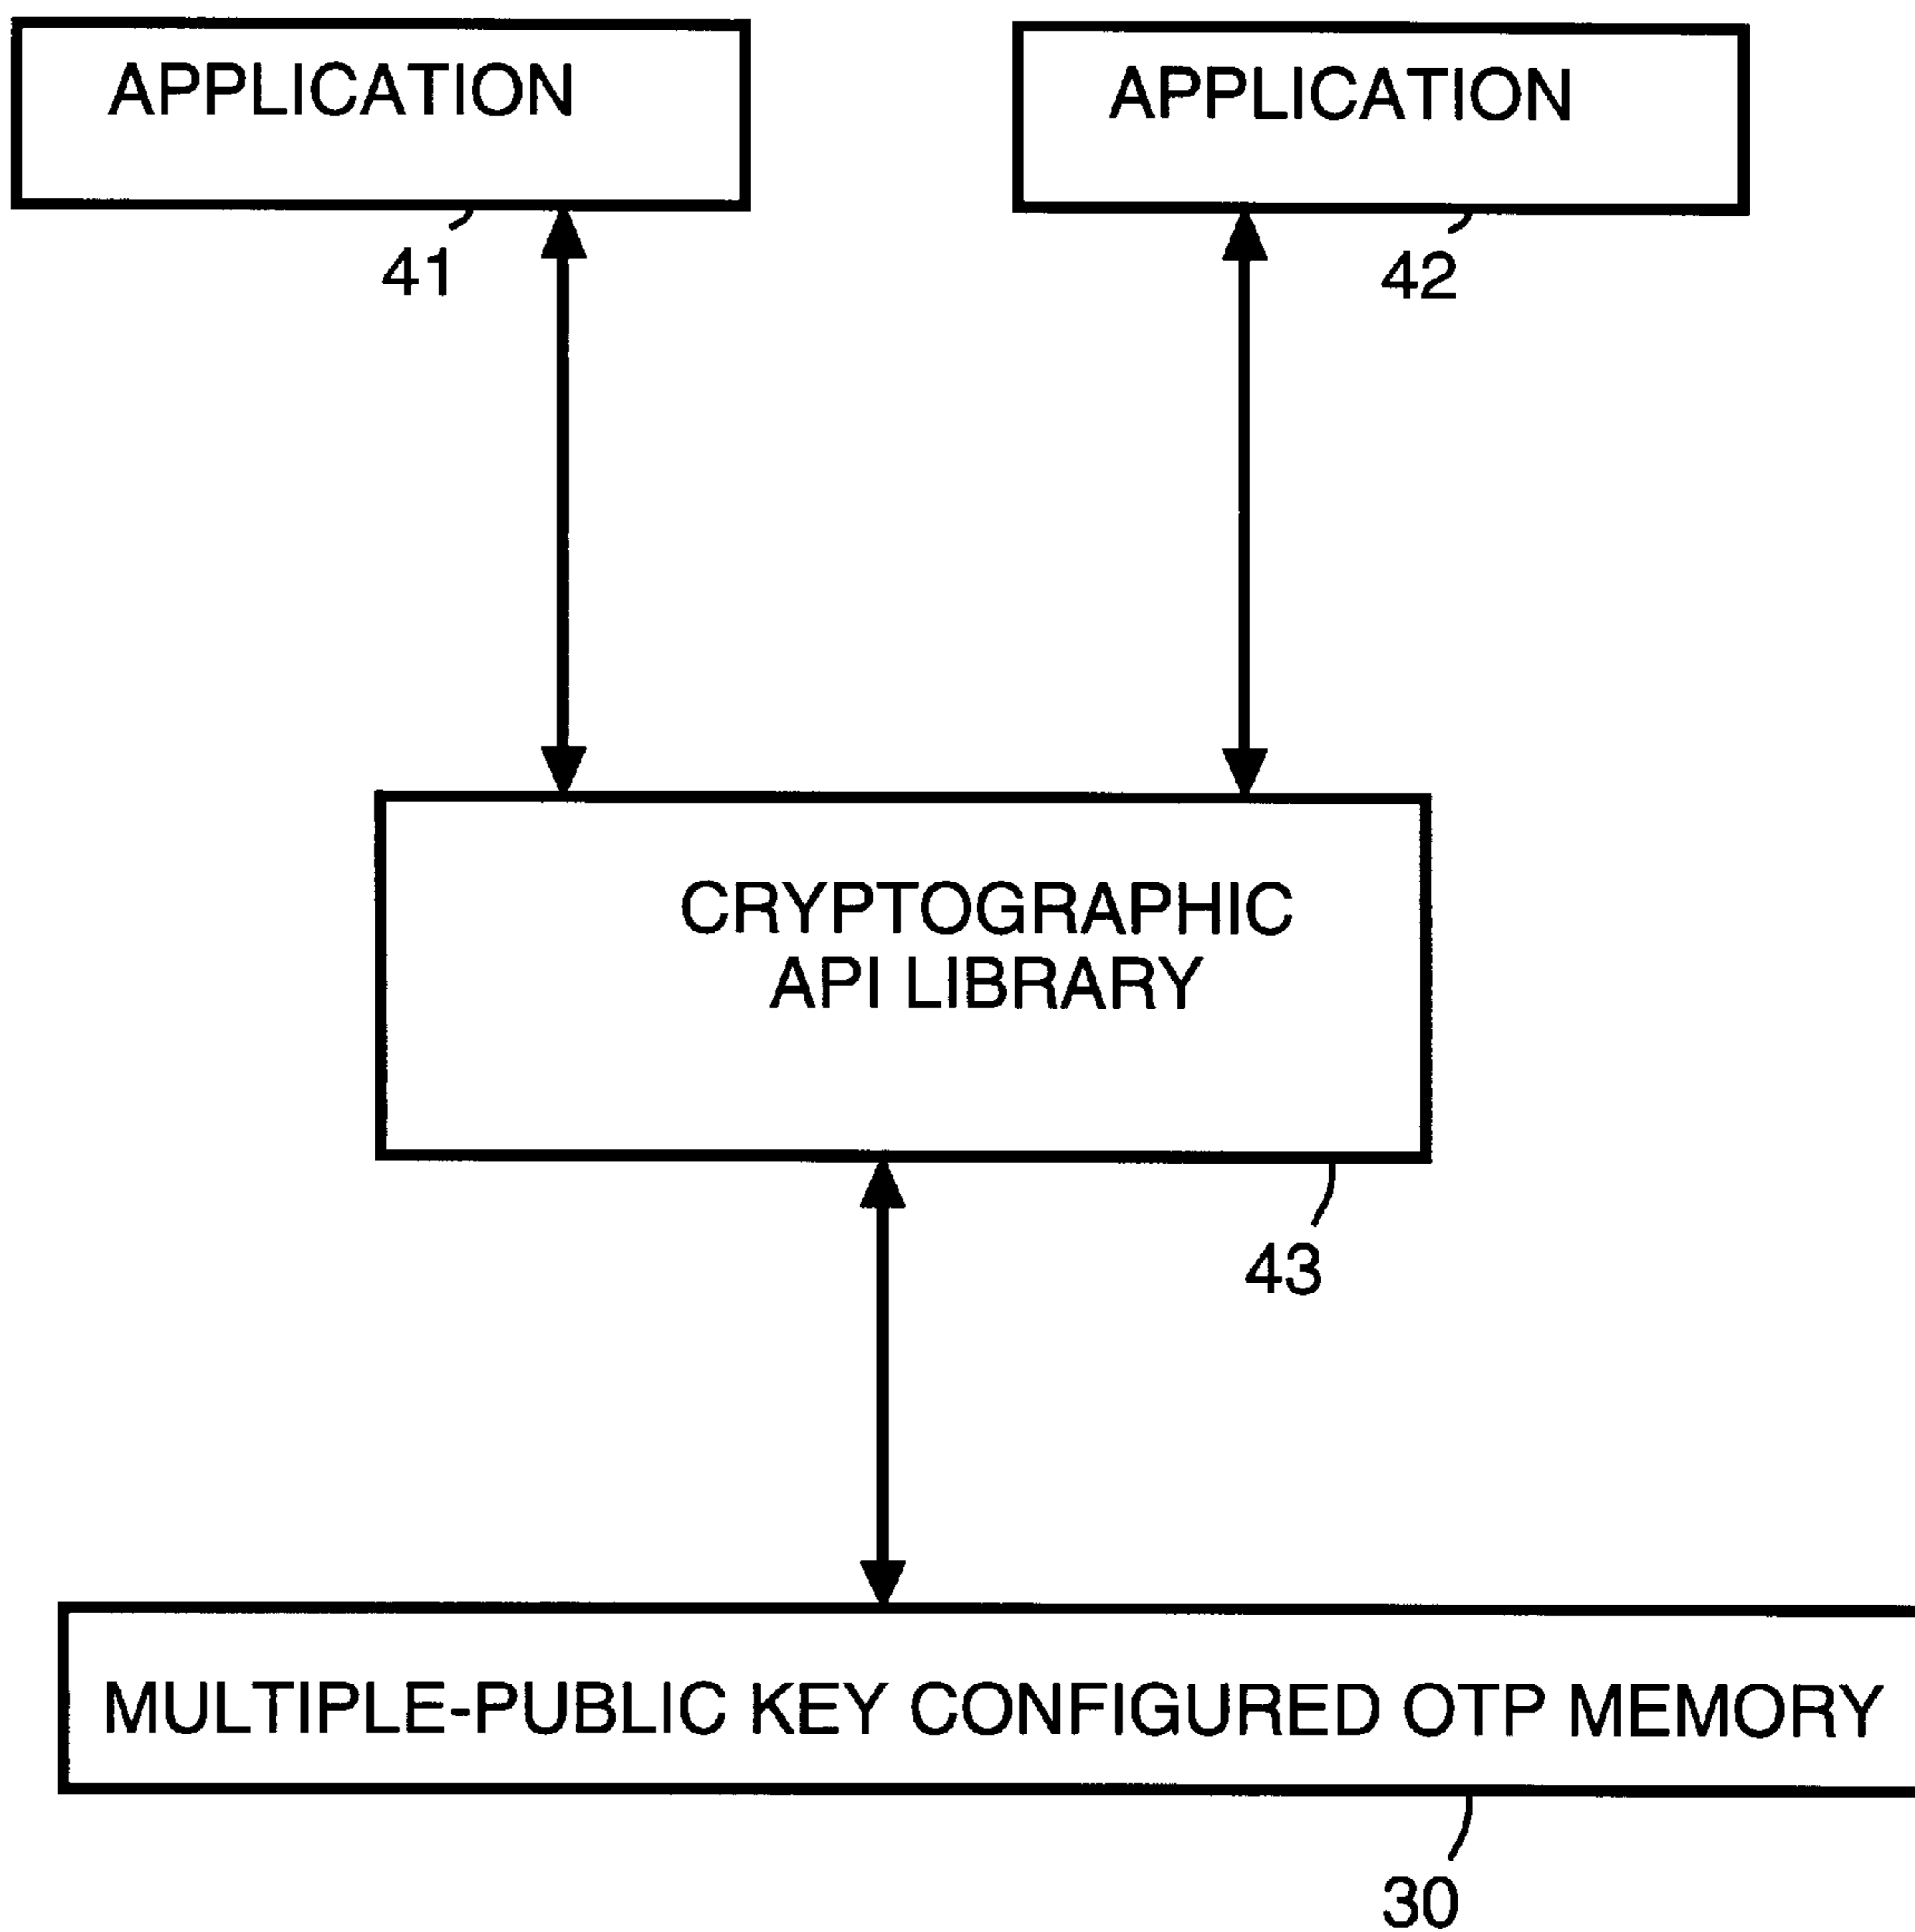 APPLICATION
APPLICATION
41
42
CRYPTOGRAPHIC
API LIBRARY
43
MULTIPLE-PUBLIC KEY CONFIGURED OTP MEMORY
30